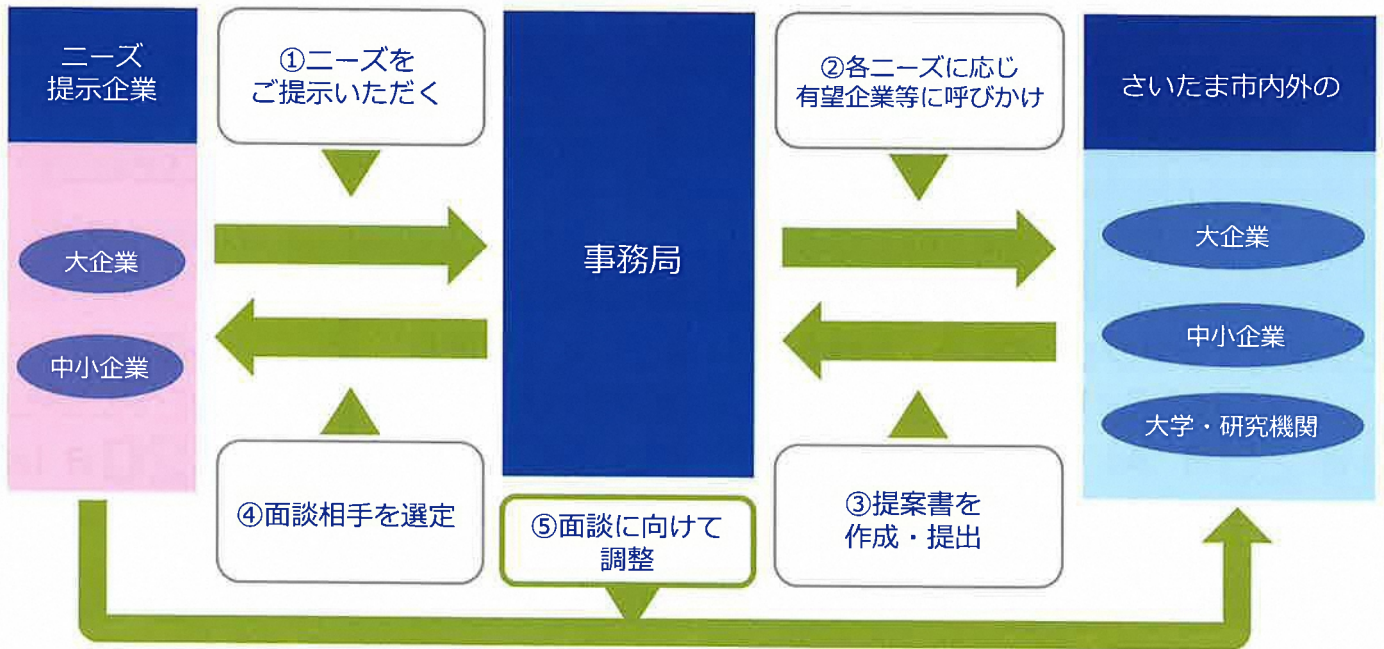 ニーズ
提示企業
大企業
中小企業
①ニーズを
ご提示いただく
④面談相手を選定
事務局
⑤面談に向けて
調整
②各ニーズに応じ
有望企業等に呼びかけ
③提案書を
作成・提出
さいたま市内外の
大企業
中小企業
大学・研究機関